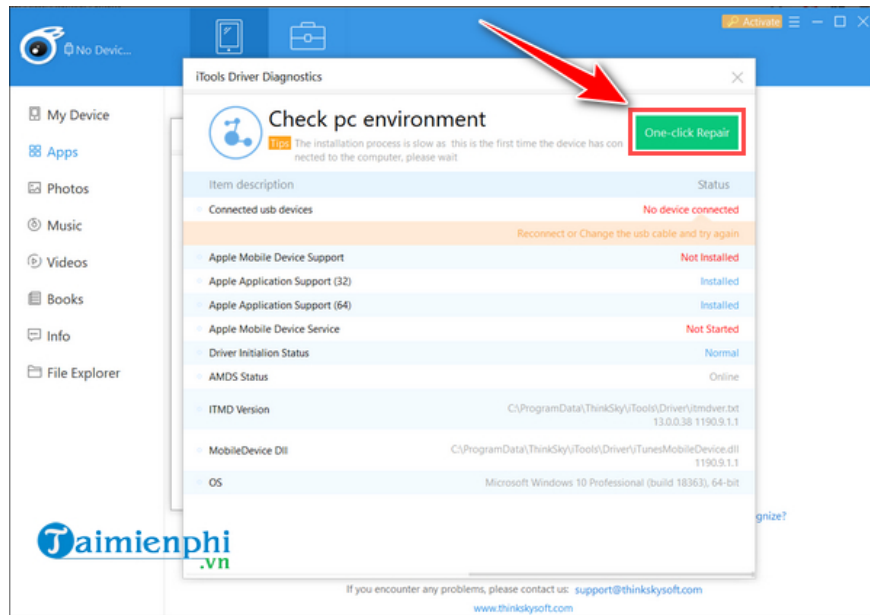 No Devic...
Activate
iTools Driver Diagnostics
My Device
Apps
Photos
Music
Videos
Books
Info
File Explorer
Check pc environment
One-click Repair
Tips The installation process is slow as this is the first time the device has con
nected to the computer, please wait
Item description Status
Connected usb devices No device connected
Reconnect or Change the usb cable and try again
Apple Mobile Device Support Not Installed
Apple Application Support (32) Installed
Apple Application Support (64) Installed
Apple Mobile Device Service Not Started
Driver Initialion Status Normal
AMDS Status Online
ITMD Version C:\ProgramData\ThinkSky\iTools\Driver\itmdver.txt
13.0.0.38 1190.9.1.1
MobileDevice Dll C:\ProgramData\ThinkSky\iTools\Driver\iTunesMobileDevice.dll
1190.9.1.1
OS Microsoft Windows 10 Professional (build 18363), 64-bit
gnize?
Taimienphi
.vn
If you encounter any problems, please contact us: support@thinkskysoft.com
www.thinkskysoft.com